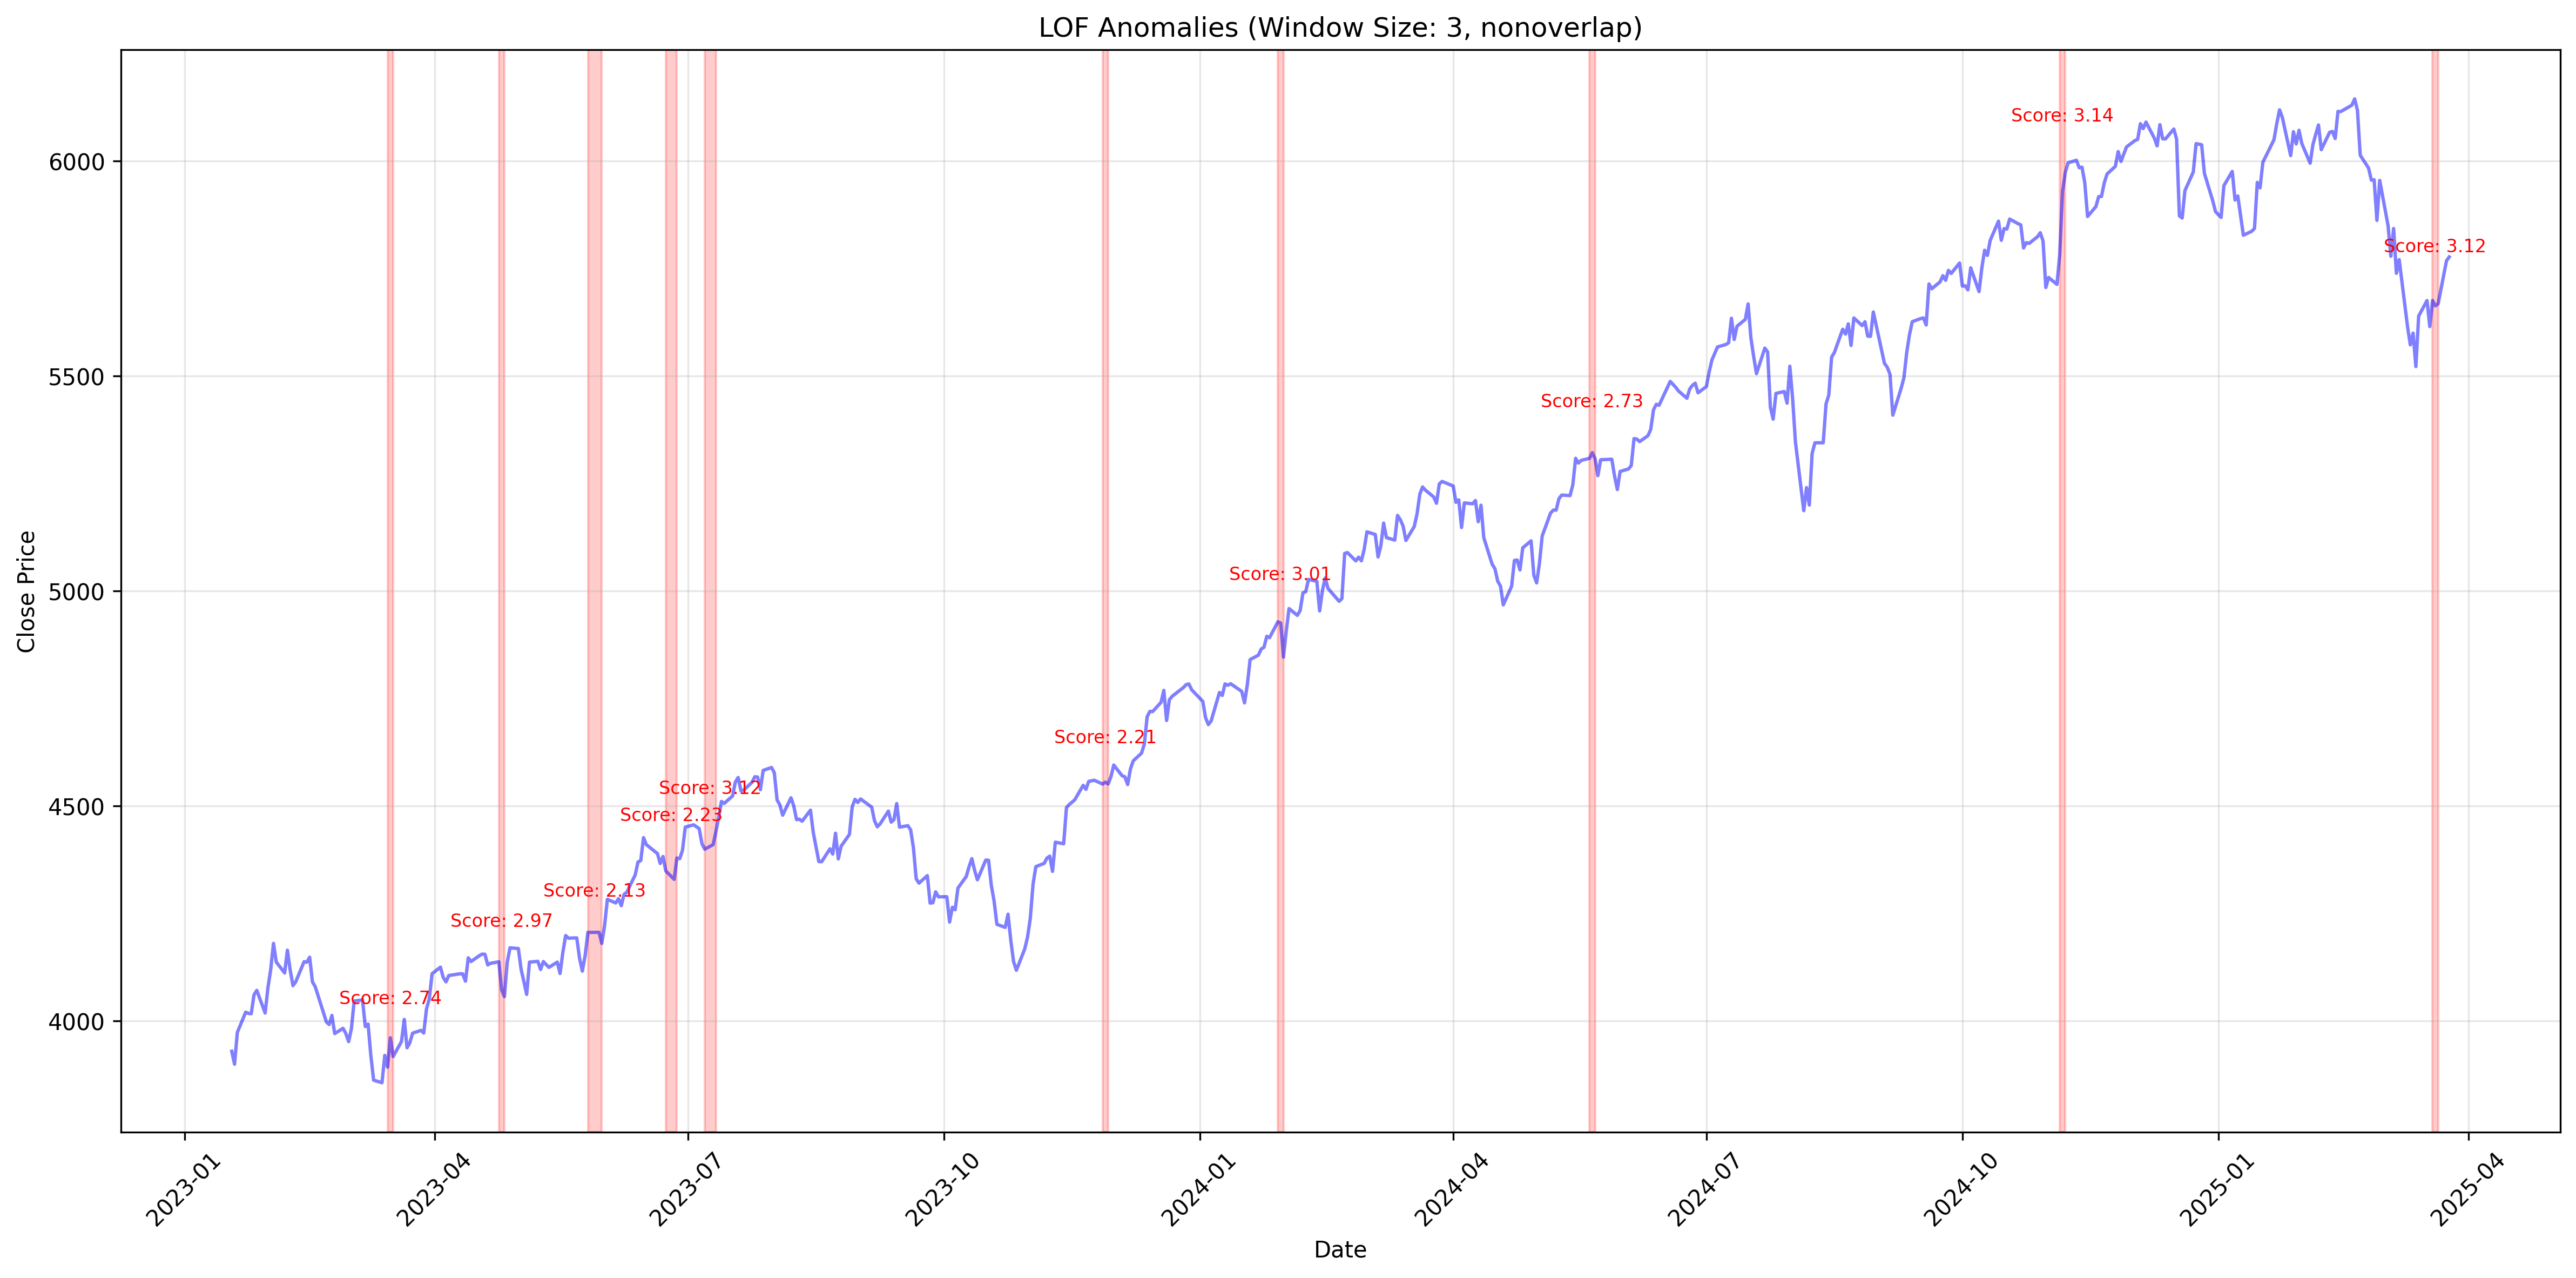 LOF Anomalies (Window Size: 3, nonoverlap)
Close Price
6000
5500
5000
4500
4000
Score: 2.74
Score: 2.97
Score: 2.13
Score: 2.23
Score: 3.12
Score: 2.21
Score: 3.01
Score: 2.73
Score: 3.14
Score: 3.12
2023-01
2023-04
2023-07
2023-10
2024-01
2024-04
2024-07
2024-10
2025-01
2025-04
Date